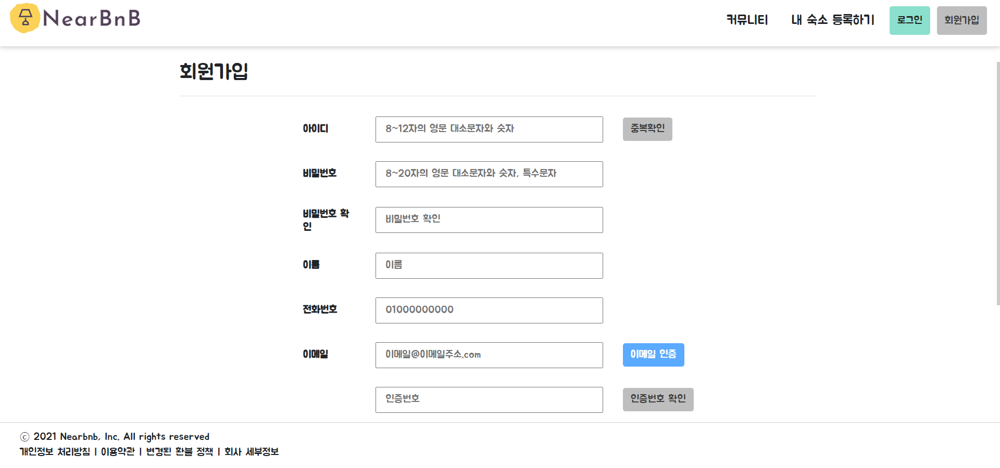 NearBnB
커뮤니티 내 숙소 등록하기 로그인 회원가입
회원가입
아이디 8~12자의 영문 대소문자와 숫자 중복확인
비밀번호 8~20자의 영문 대소문자와 숫자, 특수문자
비밀번호 확
인
비밀번호 확인
이름 이름
전화번호 01000000000
이메일 이메일@이메일주소.com 이메일 인증
인증번호 인증번호 확인
ⓒ 2021 Nearbnb, Inc. All rights reserved
개인정보 처리방침 | 이용약관 | 변경된 환불 정책 | 회사 세부정보